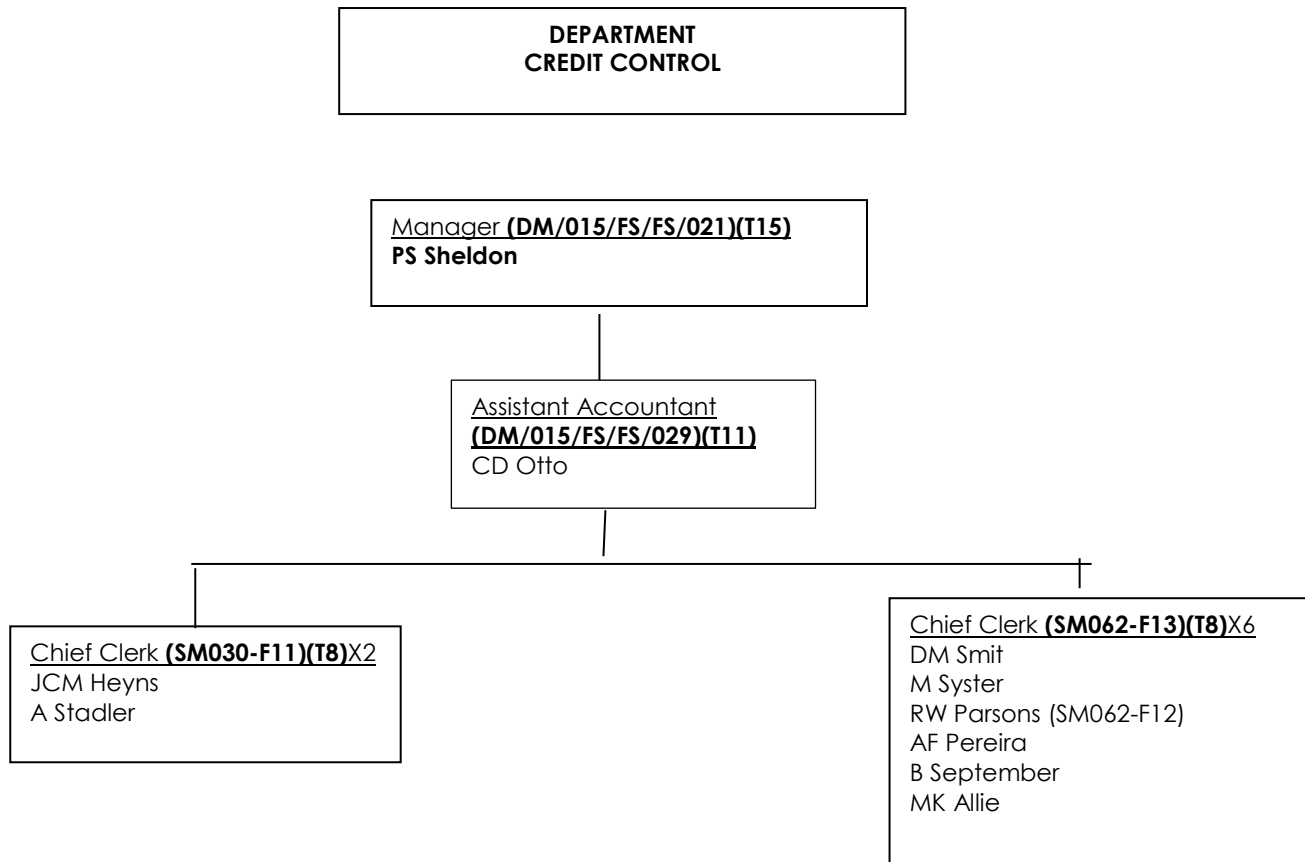 DEPARTMENT
CREDIT CONTROL
Manager (DM/015/FS/FS/021)(T15)
PS Sheldon
Assistant Accountant
(DM/015/FS/FS/029)(T11)
CD Otto
Chief Clerk (SM030-F11)(T8)X2
JCM Heyns
A Stadler
Chief Clerk (SM062-F13)(T8)X6
DM Smit
M Syster
RW Parsons (SM062-F12)
AF Pereira
B September
MK Allie